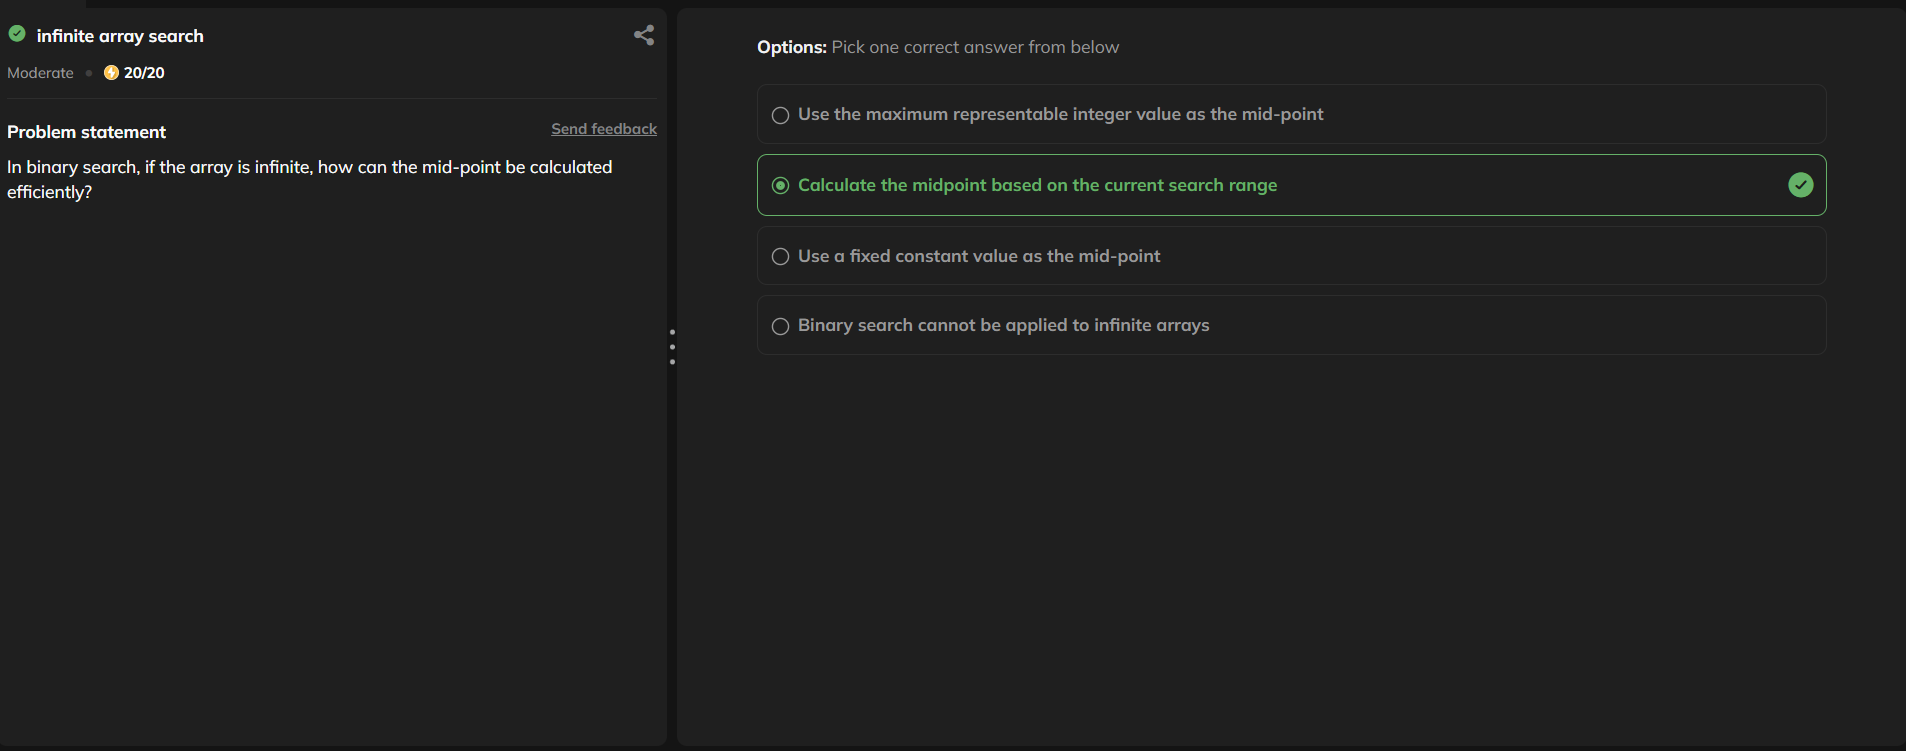 infinite array search
Moderate • 20/20
Problem statement
Send feedback
In binary search, if the array is infinite, how can the mid-point be calculated
efficiently?
Options: Pick one correct answer from below
Use the maximum representable integer value as the mid-point
Calculate the midpoint based on the current search range
Use a fixed constant value as the mid-point
Binary search cannot be applied to infinite arrays